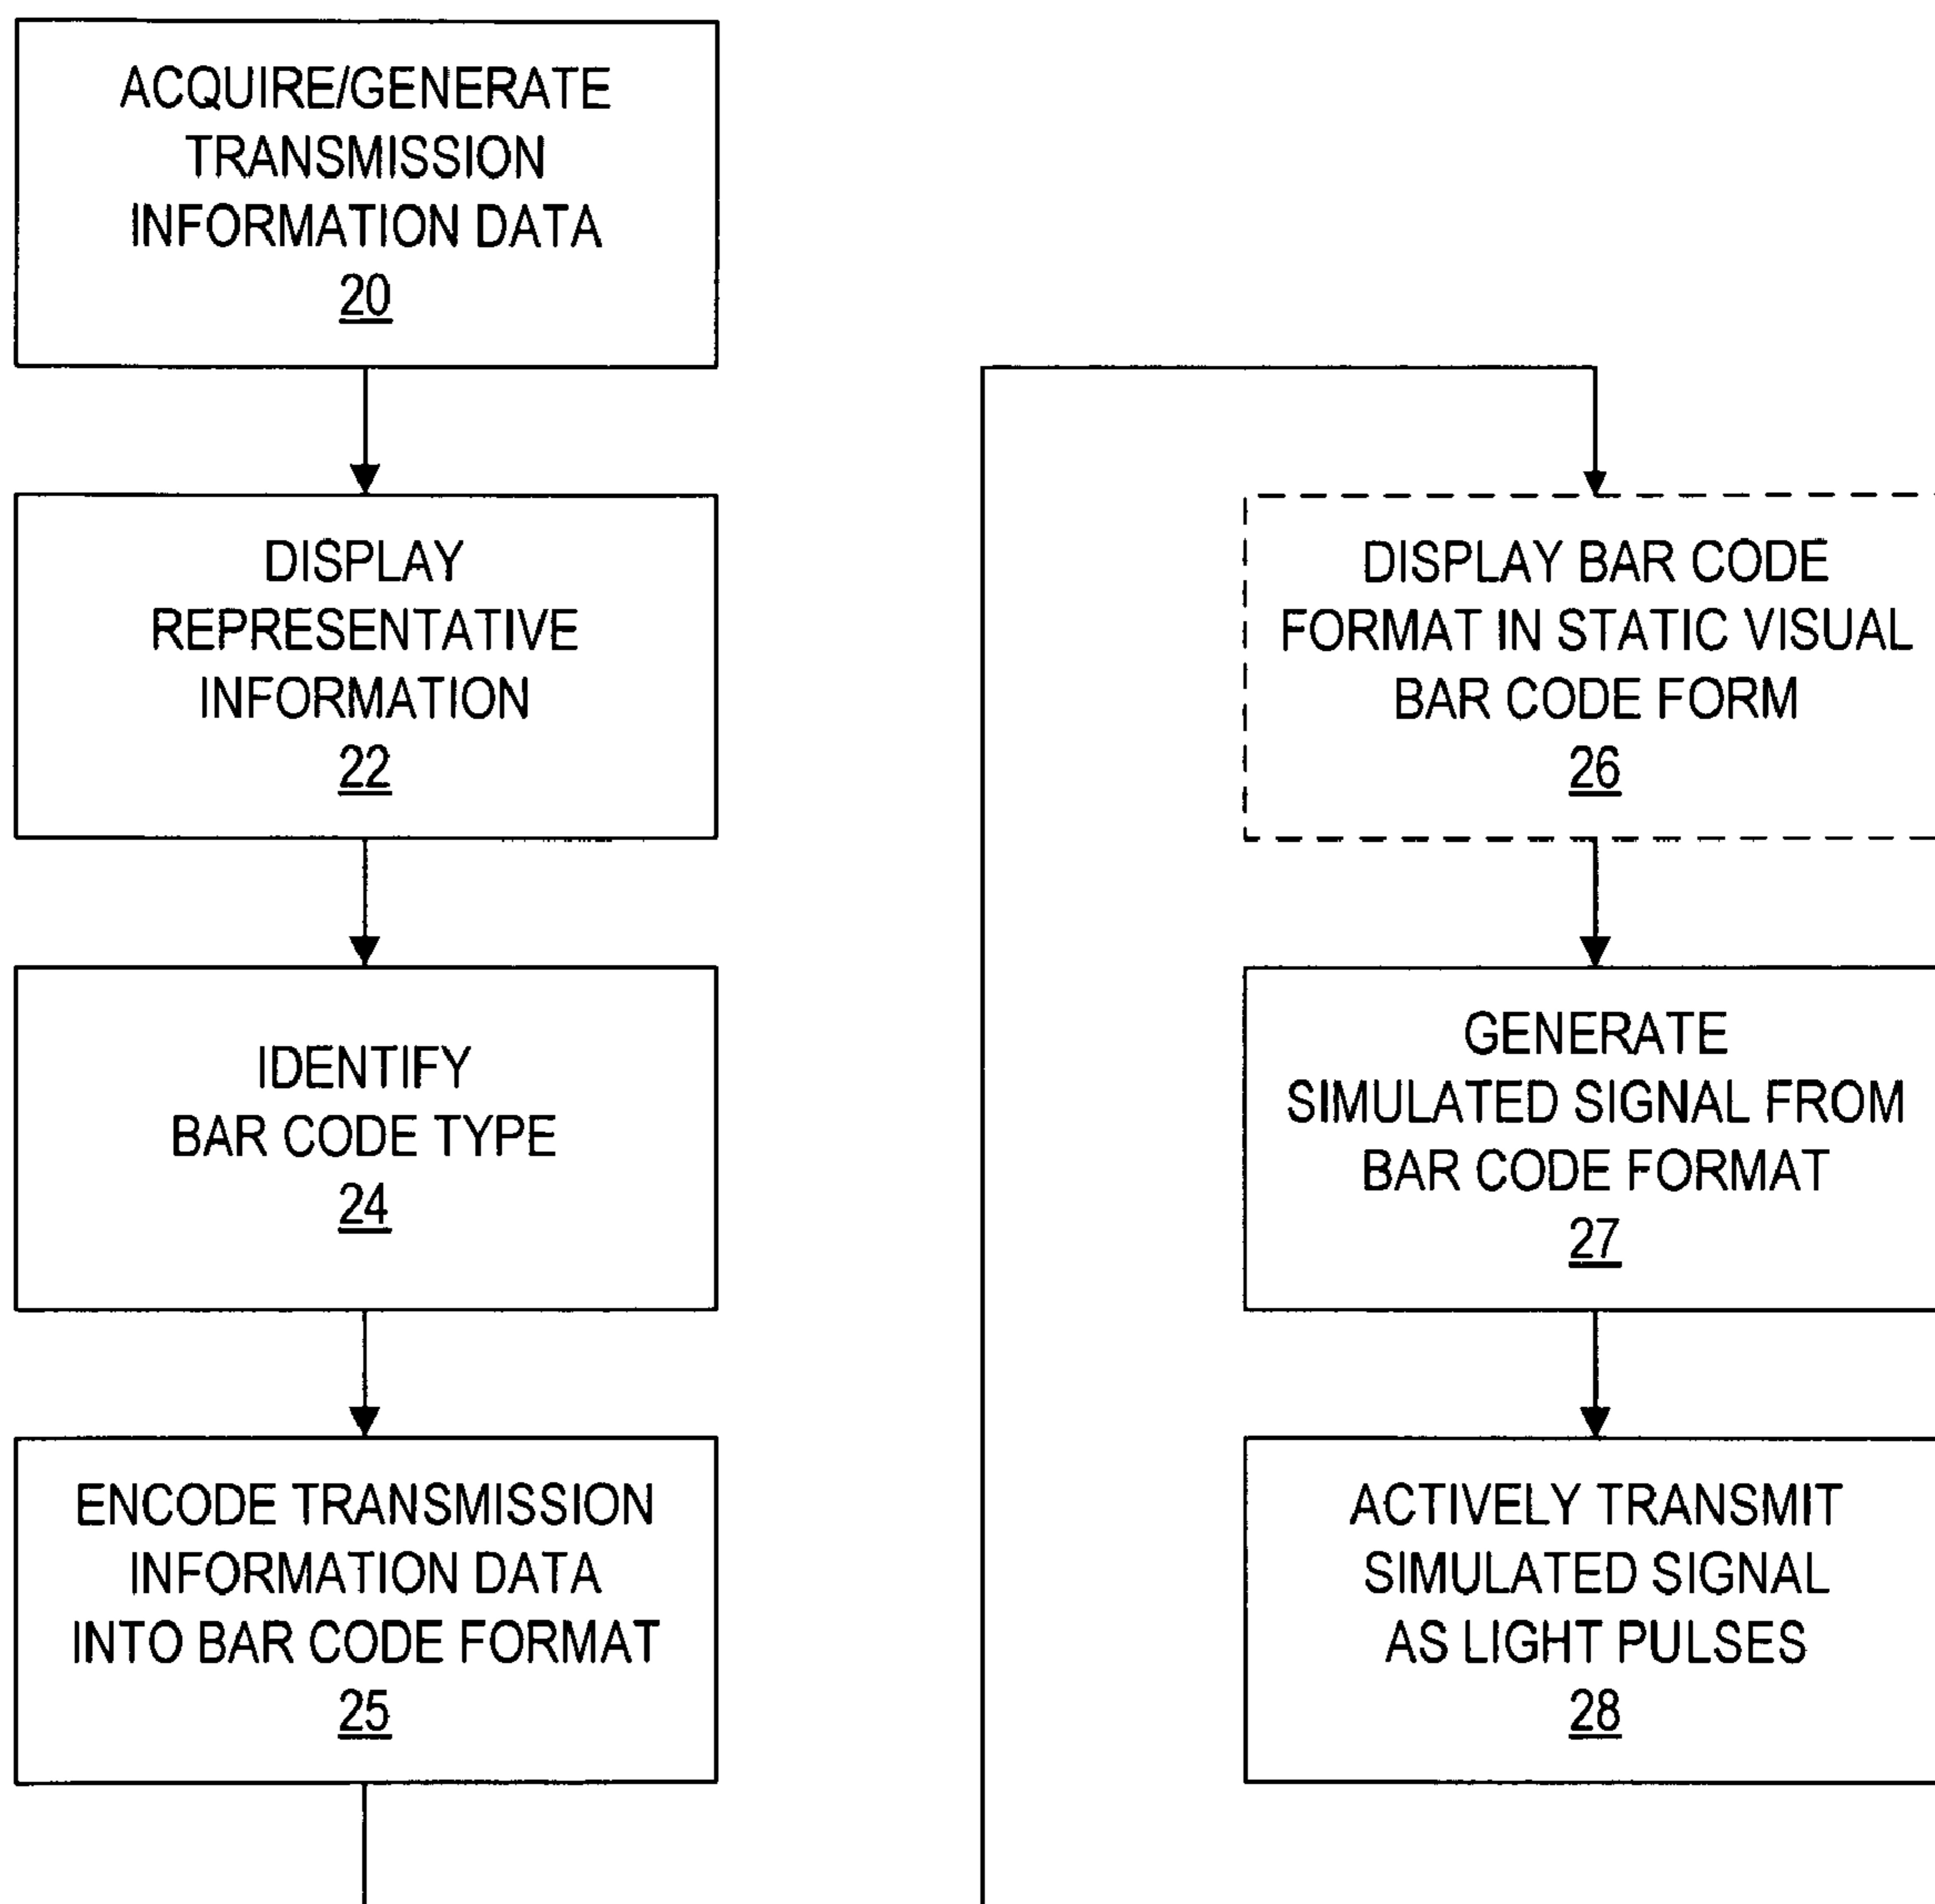 ACQUIRE/GENERATE
TRANSMISSION
INFORMATION DATA
20
DISPLAY
REPRESENTATIVE
INFORMATION
22
IDENTIFY
BAR CODE TYPE
24
ENCODE TRANSMISSION
INFORMATION DATA
INTO BAR CODE FORMAT
25
DISPLAY BAR CODE
FORMAT IN STATIC VISUAL
BAR CODE FORM
26
GENERATE
SIMULATED SIGNAL FROM
BAR CODE FORMAT
27
ACTIVELY TRANSMIT
SIMULATED SIGNAL
AS LIGHT PULSES
28